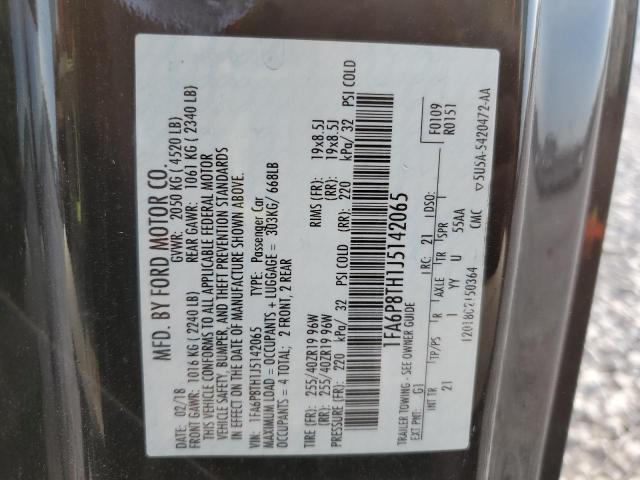 MFD. BY FORD MOTOR CO.
DATE: 02/18 GVWR: 2050 KG ( 4520 LB)
FRONT GAWR: 1016 KG ( 2240 LB) REAR GAWR: 1061 KG ( 2340 LB)
THIS VEHICLE CONFORMS TO ALL APPLICABLE FEDERAL MOTOR
VEHICLE SAFETY, BUMPER, AND THEFT PREVENTION STANDARDS
IN EFFECT ON THE DATE OF MANUFACTURE SHOWN ABOVE.
VIN: 1FA6P8TH1J5142065 TYPE: Passenger Car
MAXIMUM LOAD = OCCUPANTS + LUGGAGE = 303KG/ 668LB
OCCUPANTS = 4 TOTAL; 2 FRONT, 2 REAR
TIRE (FR): 255/40ZR19 96W RIMS (FR): 19x8.5J
(RR): 255/40ZR19 96W (RR): 19x8.5J
PRESSURE (FR): 220 kPa/ 32 PSI COLD (RR): 220 kPa/ 32 PSI COLD
1FA6P8TH1J5142065
TRAILER TOWING - SEE OWNER GUIDE
F0109
R0151
EXT PNT: G1 RC: 21 DSO:
INT TR TP/PS R AXLE TR SPR
21 I YY U 55AA
CMC ▽5U5A-5420472-AA